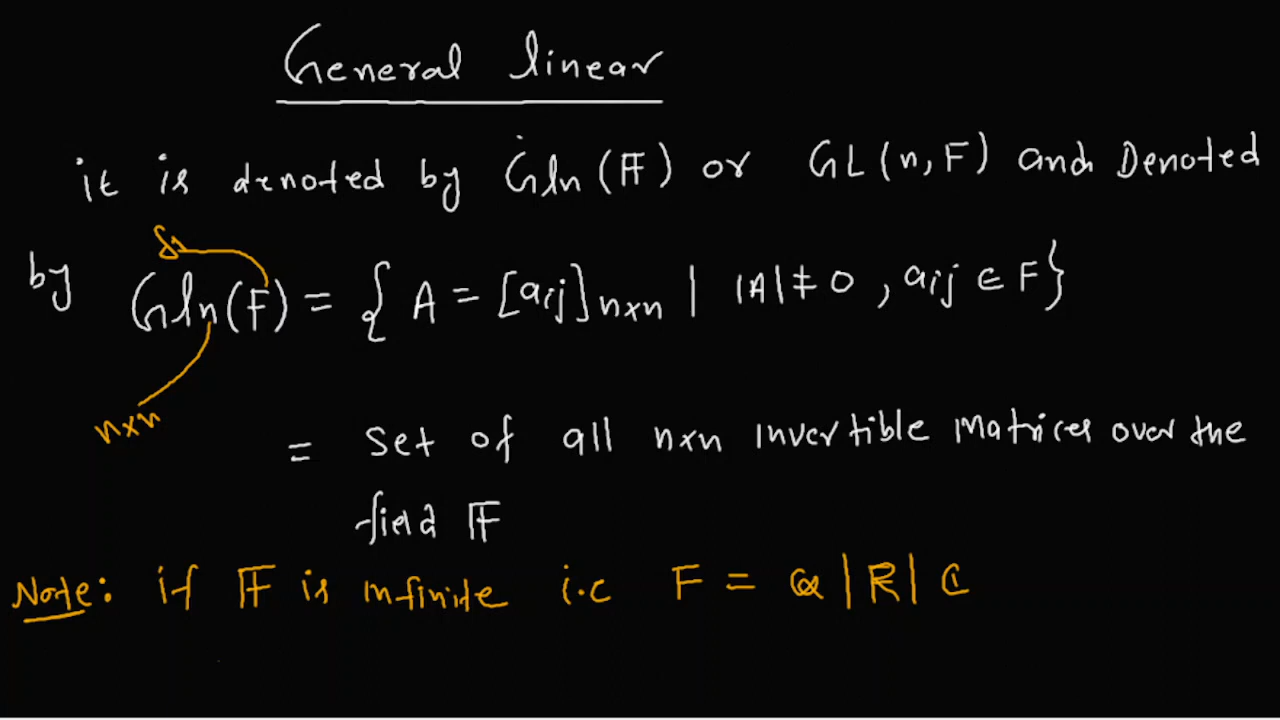 General linear
it is denoted by Gln(𝔽) or GL(n,F) and Denoted
by Gln(F) = { A = [aij]n×n | |A| ≠ 0 , aij ∈ F}
n×n
= set of all n×n invertible matrices over the
field 𝔽
Note: if 𝔽 is infinite i.e F = ℚ | ℝ | ℂ